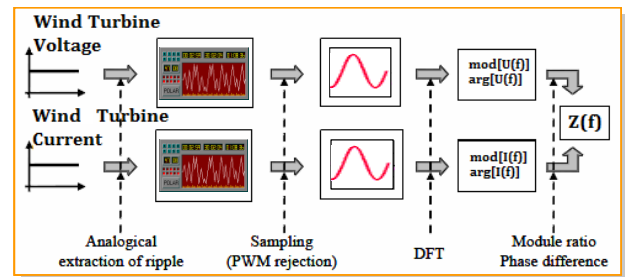 Wind Turbine
Voltage
mod[U(f)]
arg[U(f)]
Wind Turbine
Current
Z(f)
mod[I(f)]
arg[I(f)]
Analogical
extraction of ripple
Sampling
(PWM rejection)
DFT
Module ratio
Phase difference